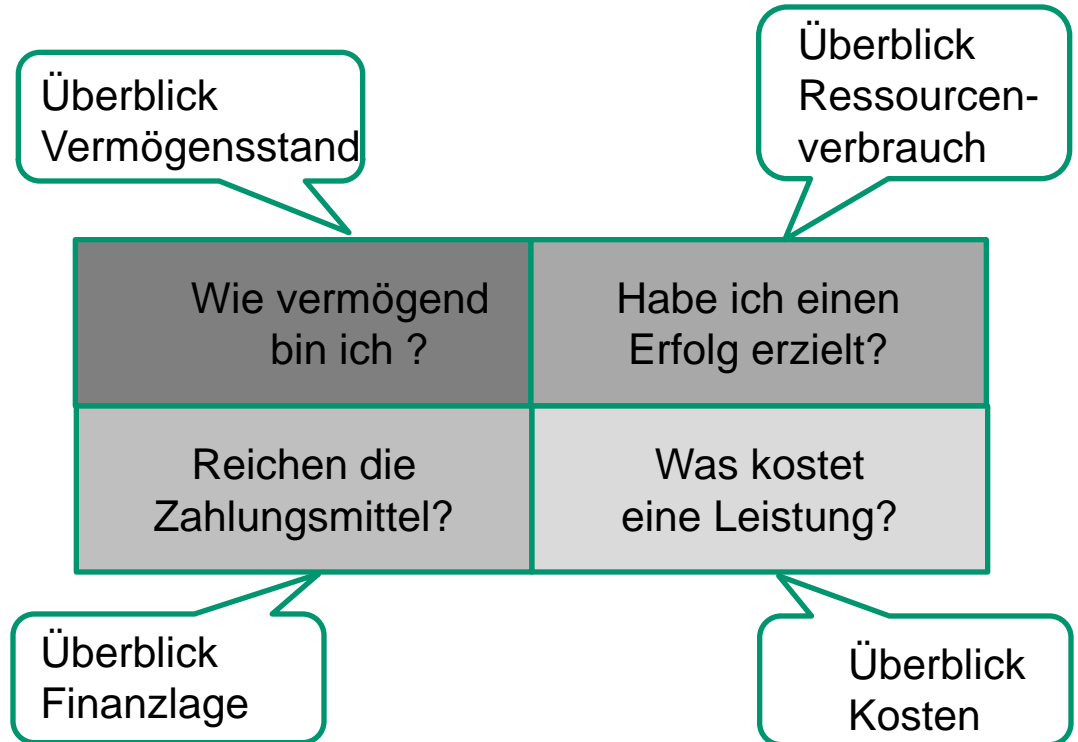 Überblick
Vermögensstand
Überblick
Ressourcen-
verbrauch
Wie vermögend
bin ich ?
Habe ich einen
Erfolg erzielt?
Reichen die
Zahlungsmittel?
Was kostet
eine Leistung?
Überblick
Finanzlage
Überblick
Kosten